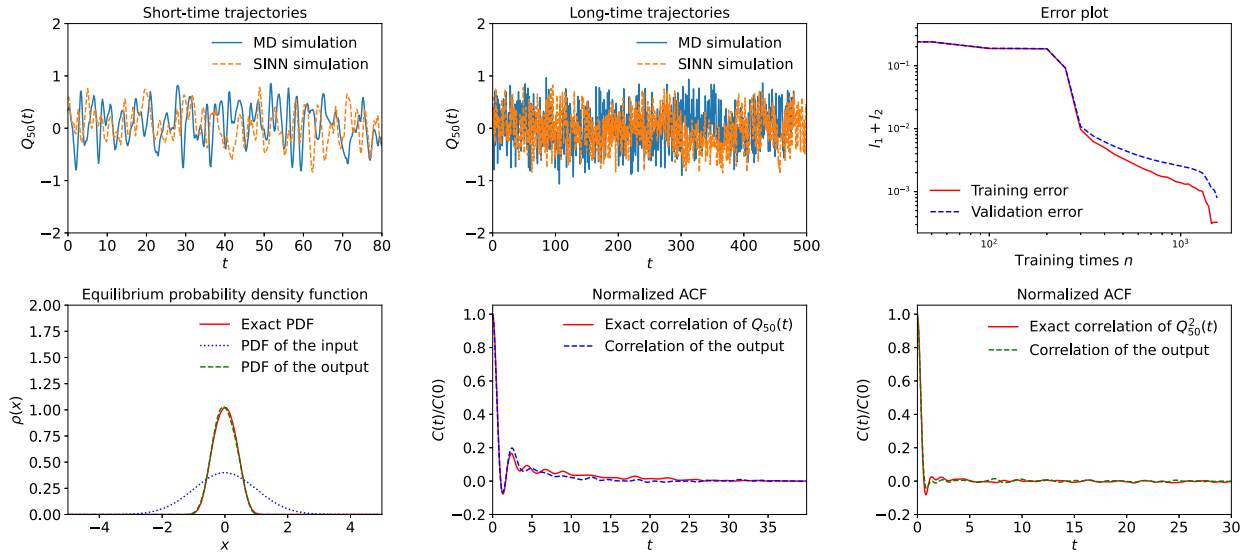 Short-time trajectories
2
1
0
−1
−2
Q₅₀(t)
MD simulation
SINN simulation
0 10 20 30 40 50 60 70 80
t
Long-time trajectories
2
1
0
−1
−2
Q₅₀(t)
MD simulation
SINN simulation
0 100 200 300 400 500
t
Error plot
10⁻¹
10⁻²
10⁻³
l₁ + l₂
Training error
Validation error
10² 10³
Training times n
Equilibrium probability density function
2.00
1.75
1.50
1.25
1.00
0.75
0.50
0.25
0.00
ρ(x)
Exact PDF
PDF of the input
PDF of the output
−4 −2 0 2 4
x
Normalized ACF
1.0
0.8
0.6
0.4
0.2
0.0
−0.2
C(t)/C(0)
Exact correlation of Q₅₀(t)
Correlation of the output
0 5 10 15 20 25 30 35
t
Normalized ACF
1.0
0.8
0.6
0.4
0.2
0.0
−0.2
C(t)/C(0)
Exact correlation of Q²₅₀(t)
Correlation of the output
0 5 10 15 20 25 30
t